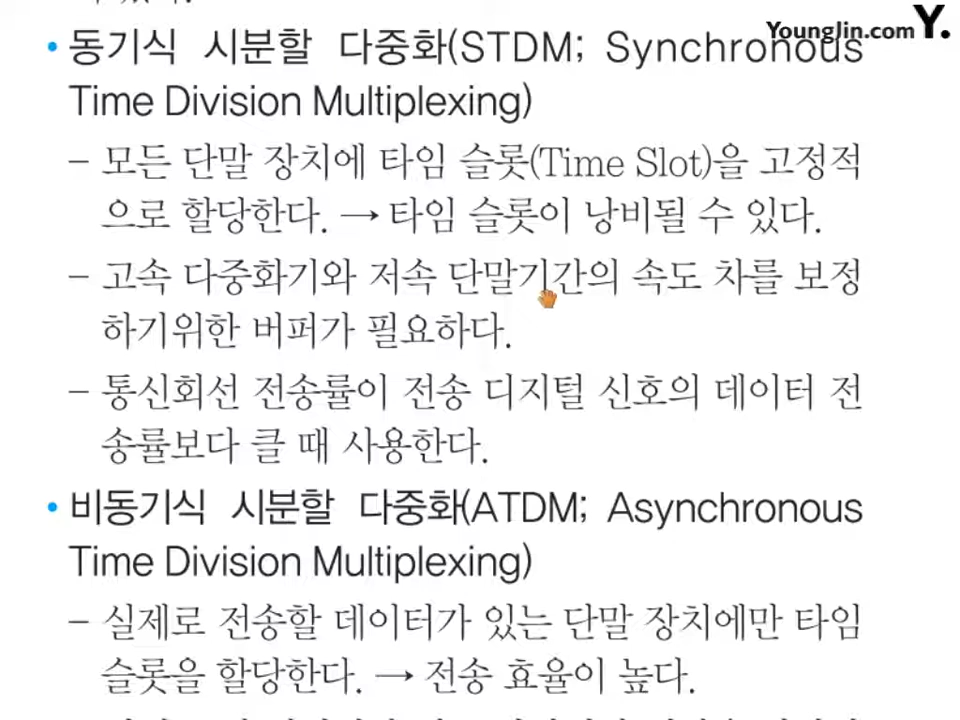 YoungJin.com Y.
• 동기식 시분할 다중화(STDM; Synchronous
Time Division Multiplexing)
– 모든 단말 장치에 타임 슬롯(Time Slot)을 고정적
으로 할당한다. → 타임 슬롯이 낭비될 수 있다.
– 고속 다중화기와 저속 단말기간의 속도 차를 보정
하기위한 버퍼가 필요하다.
– 통신회선 전송률이 전송 디지털 신호의 데이터 전
송률보다 클 때 사용한다.
• 비동기식 시분할 다중화(ATDM; Asynchronous
Time Division Multiplexing)
– 실제로 전송할 데이터가 있는 단말 장치에만 타임
슬롯을 할당한다. → 전송 효율이 높다.